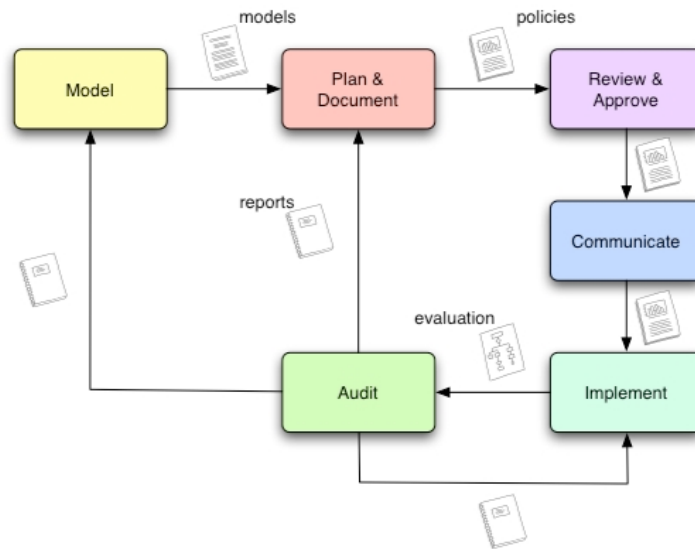 models
policies
Model
Plan &
Document
Review &
Approve
reports
Communicate
evaluation
Audit
Implement